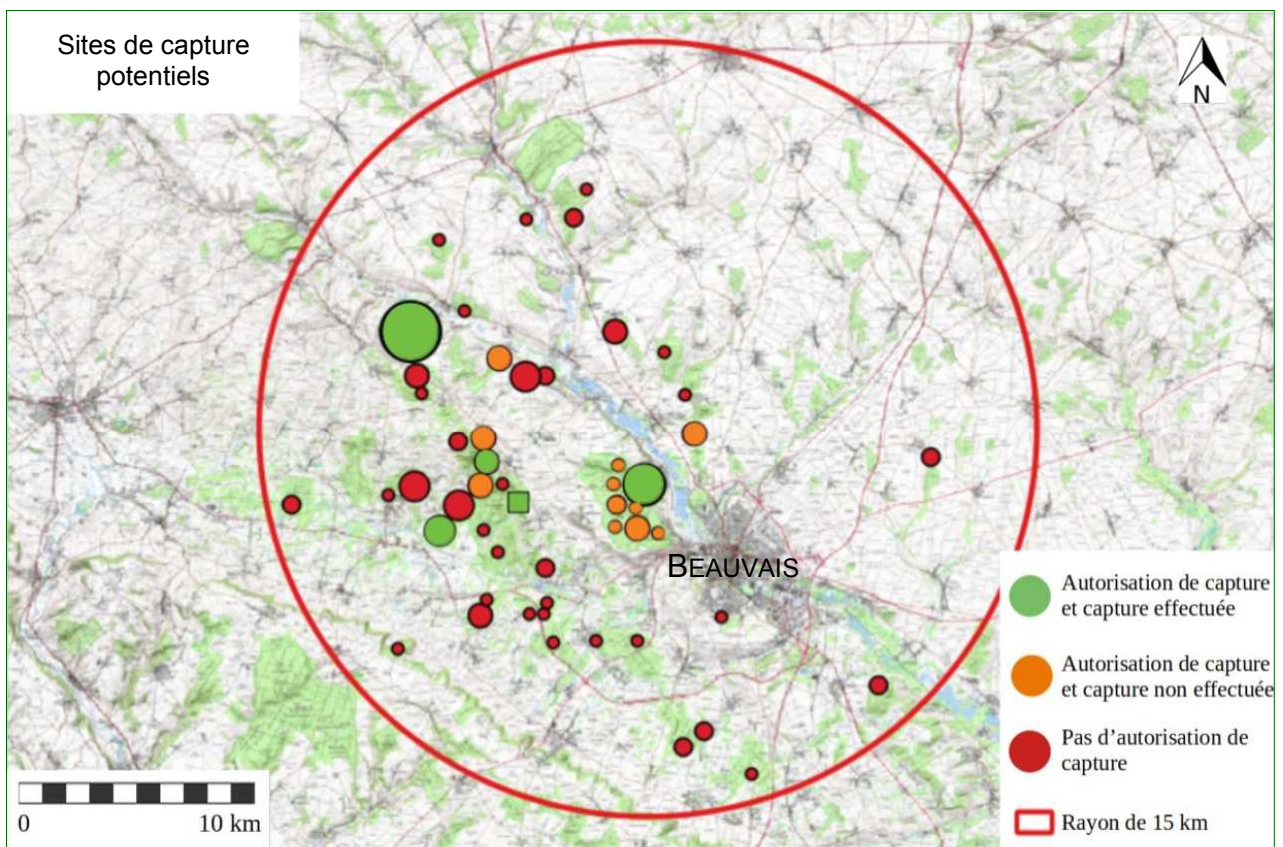 Sites de capture
potentiels
N
BEAUVAIS
Autorisation de capture
et capture effectuée
Autorisation de capture
et capture non effectuée
Pas d'autorisation de
capture
Rayon de 15 km
0 10 km